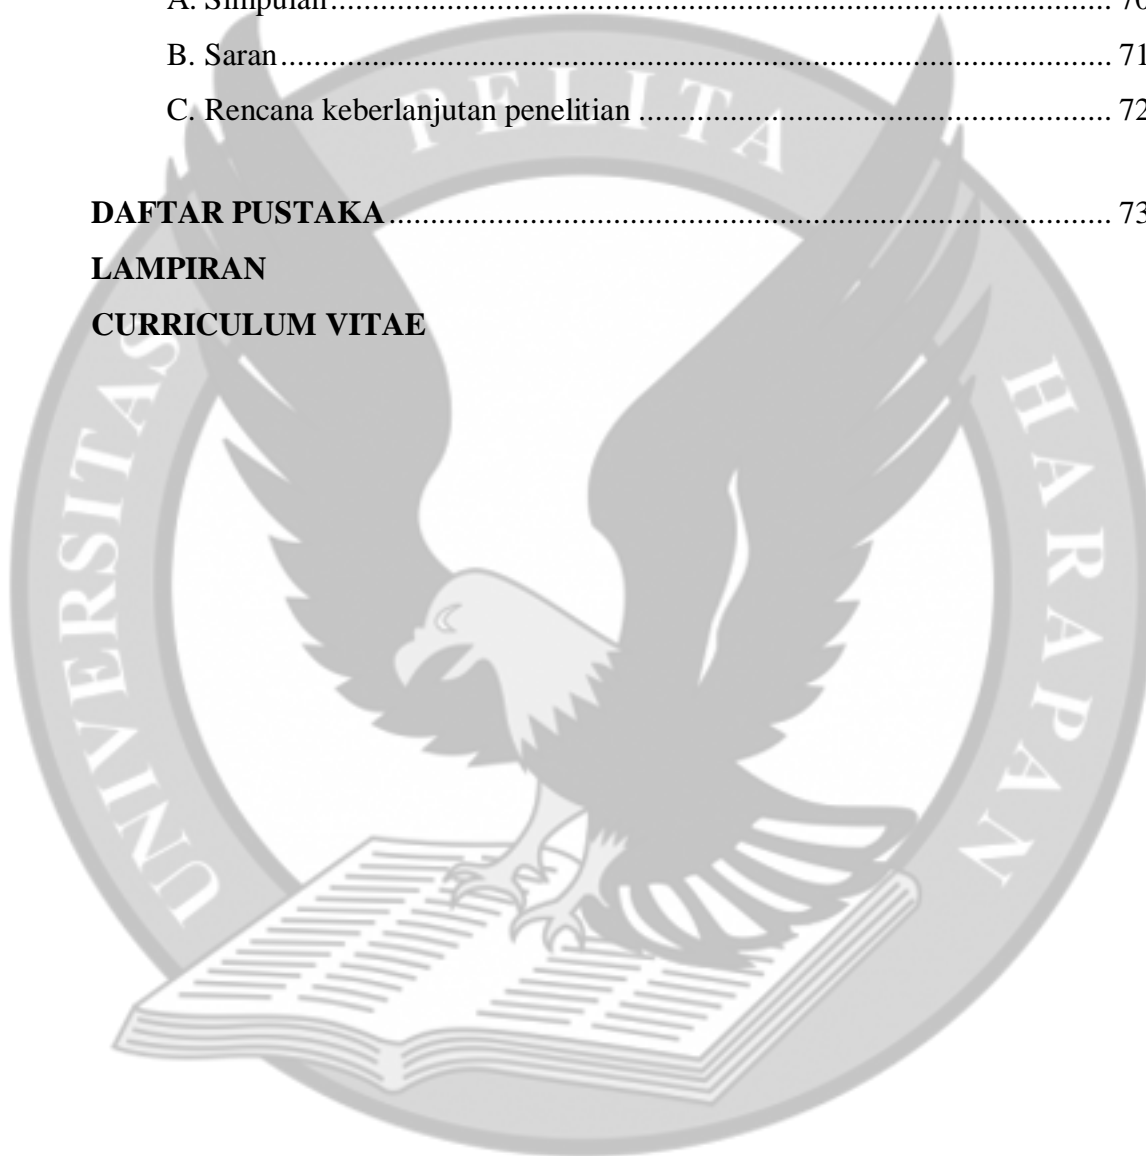 A. Simpulan........................................................................................................ 70
B. Saran.............................................................................................................. 71
C. Rencana keberlanjutan penelitian ............................................................... 72
DAFTAR PUSTAKA................................................................................................ 73
LAMPIRAN
CURRICULUM VITAE
UNIVERSITAS PELITA HARAPAN